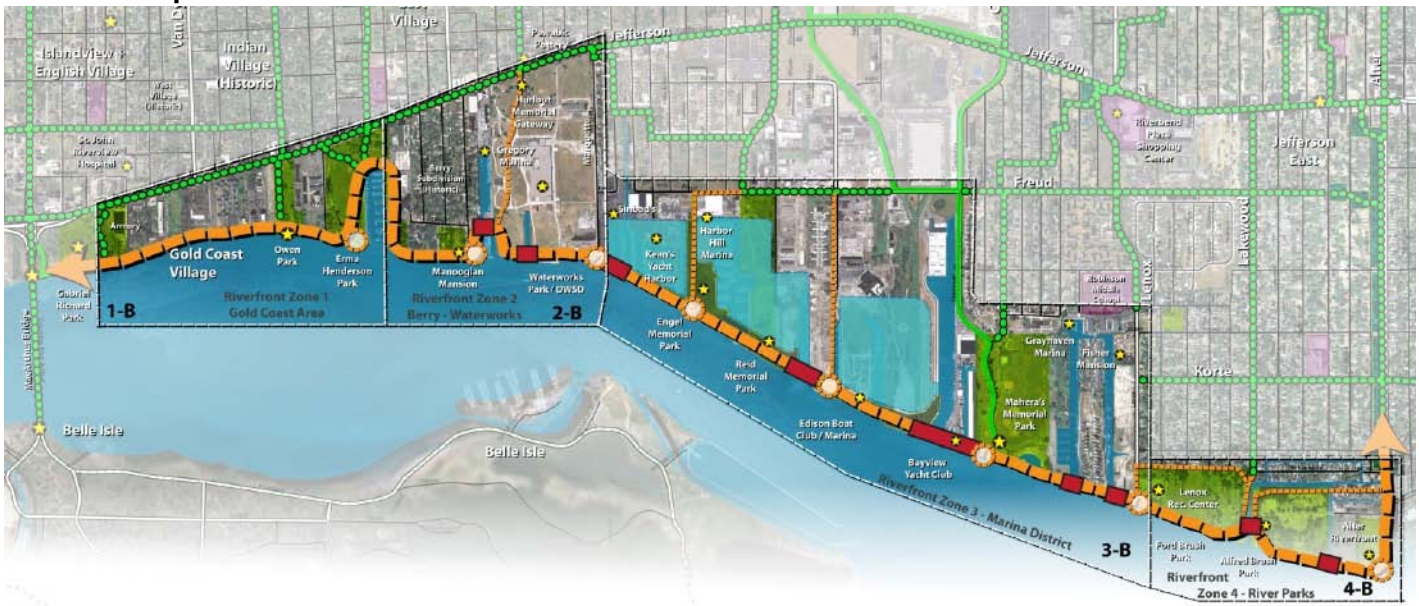 Van Dy
Village
Islandview +
English Village
Indian
Village
(Historic)
West
Village
(Historic)
Pewabic
Pottery
Jefferson
Jefferson
Alter
Hurlbut
Memorial
Gateway
Gregory
Marina
Marquette
St. John
Riverview
Hospital
Berry
Subdivision
(Historic)
Riverbend
Plaza
Shopping
Center
Jefferson
East
Freud
Lakewood
Lenox
Armory
Gold Coast
Village
Owen
Park
Erma
Henderson
Park
Manoogian
Mansion
Waterworks
Park / DWSD
Sinbad's
Kean's
Yacht
Harbor
Harbor
Hill
Marina
Robinson
Middle
School
Gabriel
Richard
Park
1-B
Riverfront Zone 1
Gold Coast Area
Riverfront Zone 2
Berry - Waterworks
2-B
Engel
Memorial
Park
Reid
Memorial
Park
Grayhaven
Marina
Fisher
Mansion
Korte
MacArthur Bridge
Belle Isle
Belle Isle
Edison Boat
Club / Marina
Mahera's
Memorial
Park
Bayview
Yacht Club
Riverfront Zone 3 - Marina District
3-B
Lenox
Rec. Center
Ford Brush
Park
Alfred Brush
Park
Alter
Riverfront
Riverfront
Zone 4 - River Parks
4-B